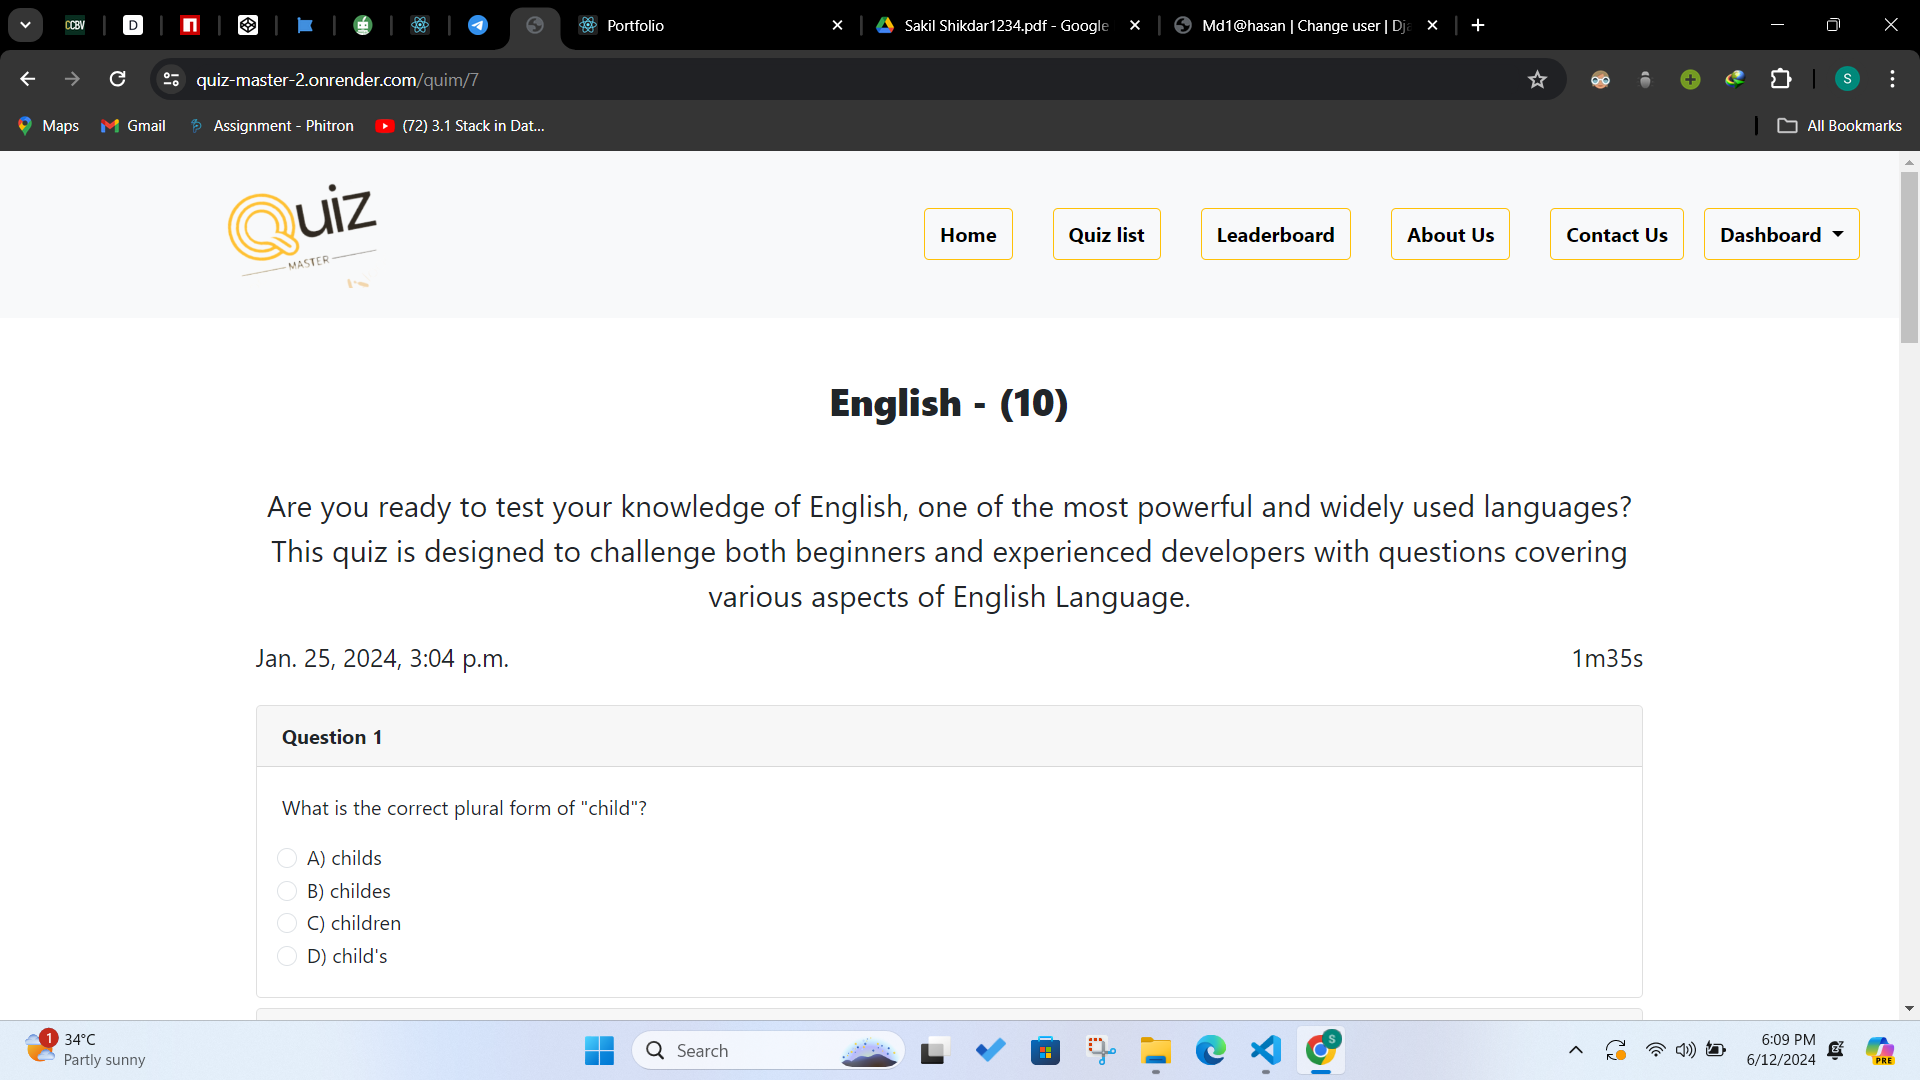 CCBV
D
Portfolio
Sakil Shikdar1234.pdf - Google
Md1@hasan | Change user | Dja
quiz-master-2.onrender.com/quim/7
S
Maps
Gmail
Assignment - Phitron
(72) 3.1 Stack in Dat...
All Bookmarks
Quiz
MASTER
Home
Quiz list
Leaderboard
About Us
Contact Us
Dashboard
English - (10)
Are you ready to test your knowledge of English, one of the most powerful and widely used languages?
This quiz is designed to challenge both beginners and experienced developers with questions covering
various aspects of English Language.
Jan. 25, 2024, 3:04 p.m.
1m35s
Question 1
What is the correct plural form of "child"?
A) childs
B) childes
C) children
D) child's
1
34°C
Partly sunny
Search
S
6:09 PM
6/12/2024
PRE